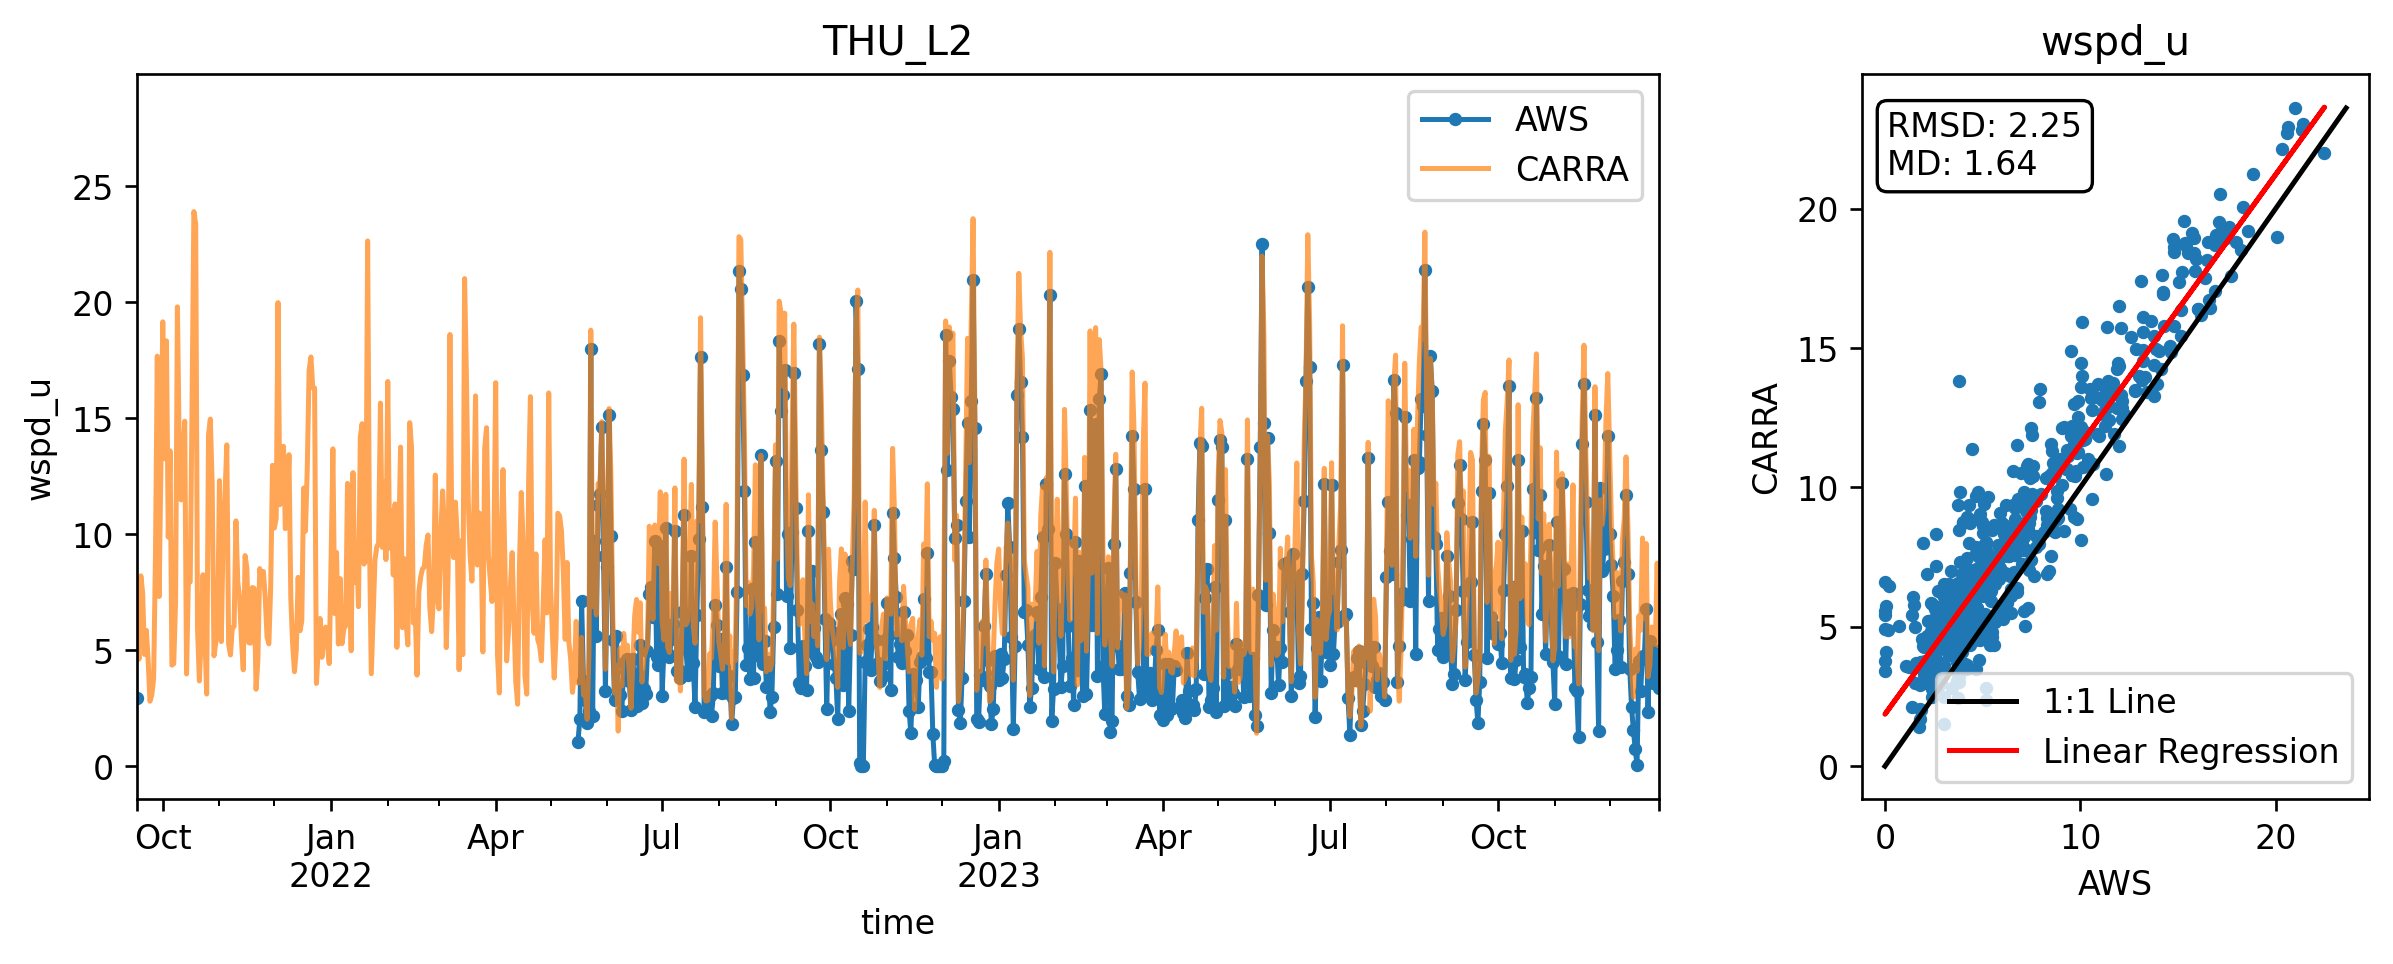 THU_L2
wspd_u
25
20
15
10
5
0
AWS
CARRA
Oct
Jan
2022
Apr
Jul
Oct
Jan
2023
Apr
Jul
Oct
time
wspd_u
CARRA
20
15
10
5
0
RMSD: 2.25
MD: 1.64
1:1 Line
Linear Regression
0
10
20
AWS